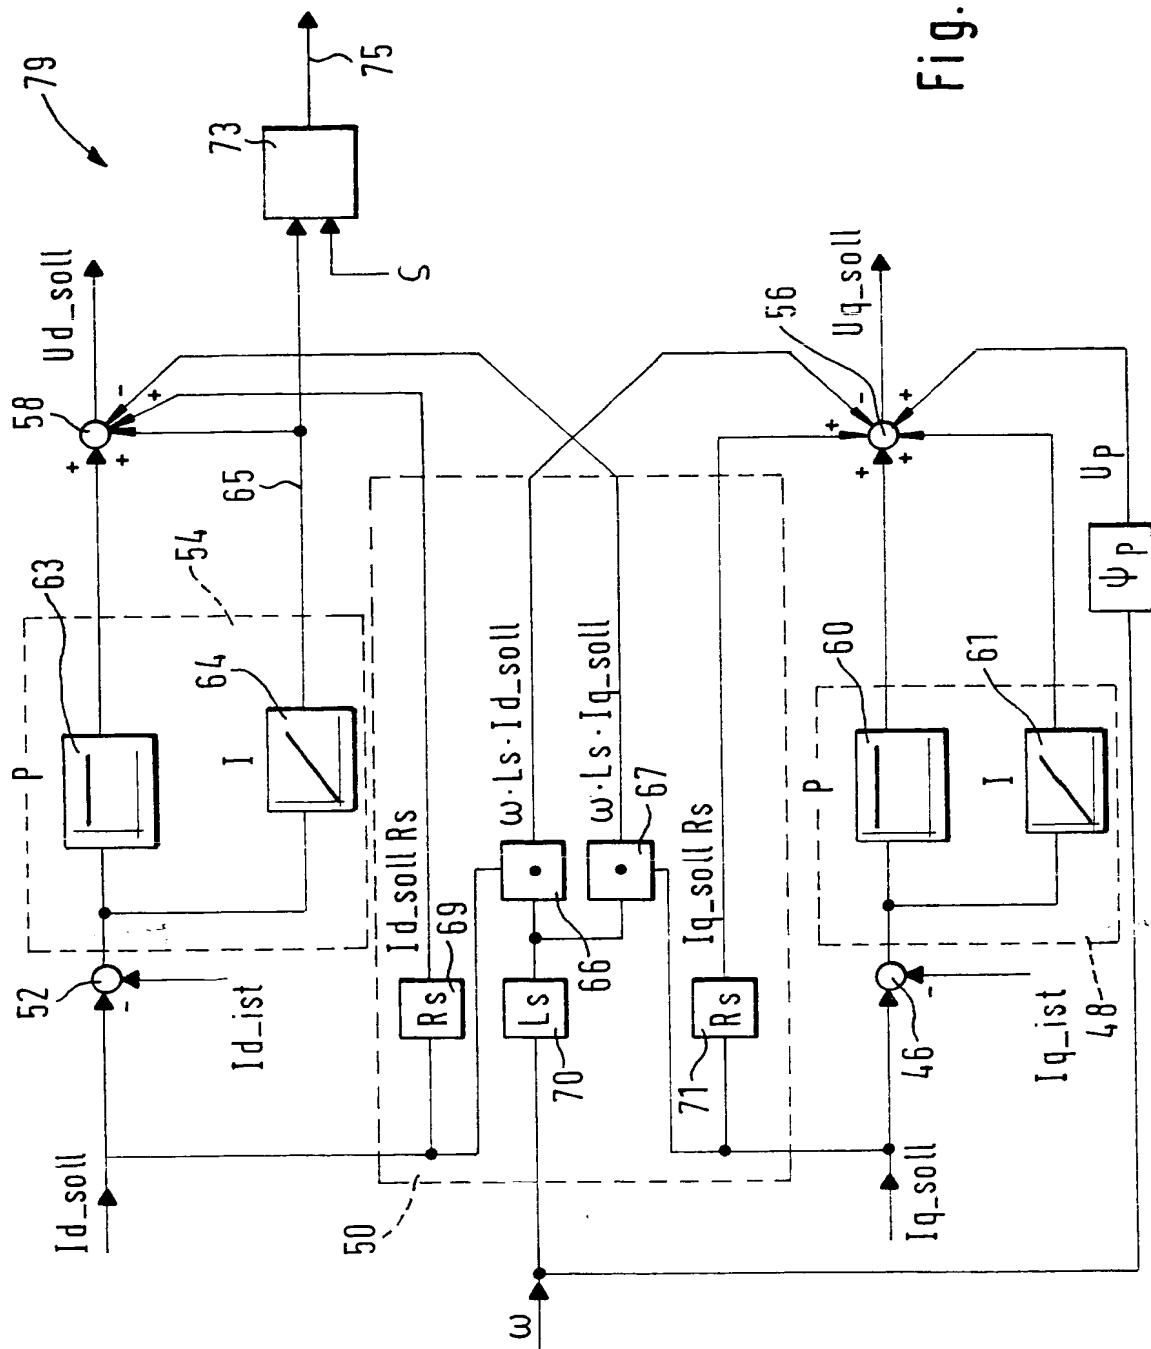 79
Ud_soll
73
75
58
63
65
54
P
64
I
52
Id_ist
Id_soll
Id_soll Rs
69
Rs
ω·Ls·Id_soll
ω·Ls·Iq_soll
66
67
Ls
70
50
ω
Iq_soll Rs
Rs
71
Uq_soll
56
60
P
61
I
46
Iq_ist
48
Iq_soll
Up
ψp
Fig.